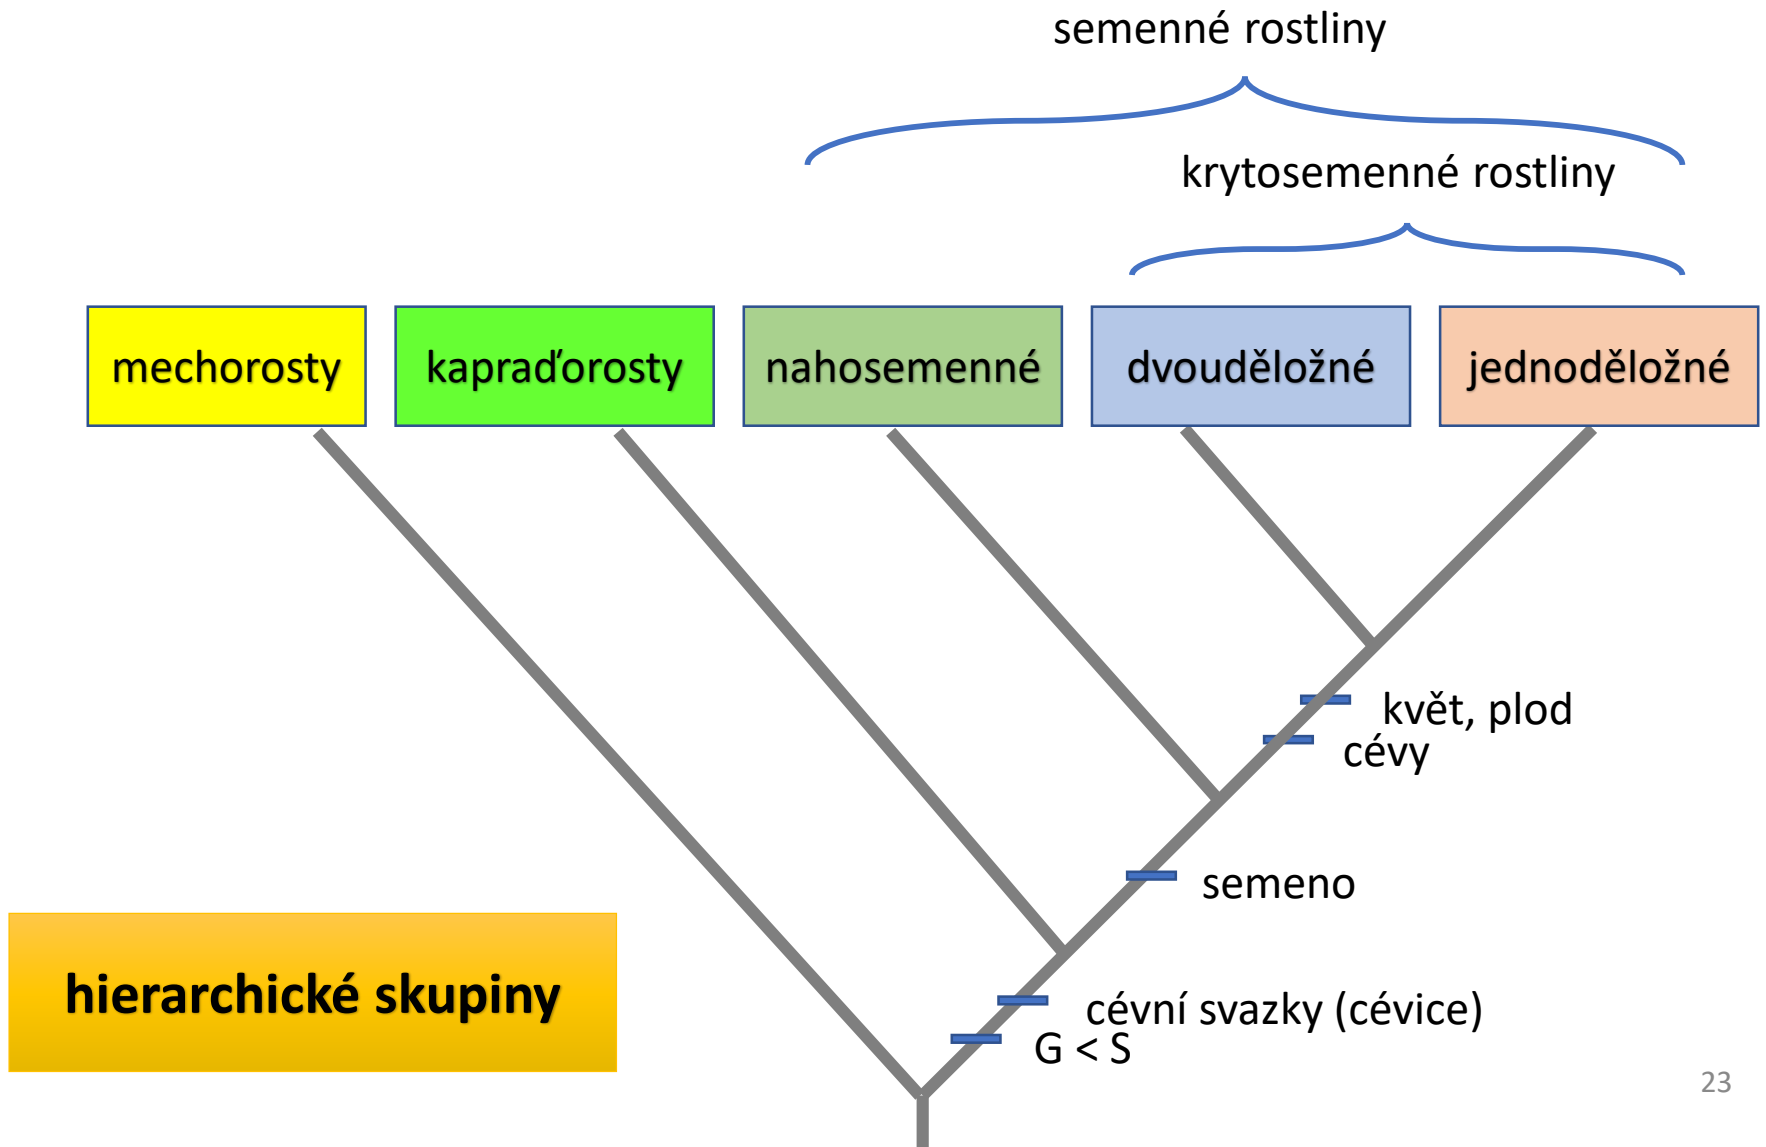 semenné rostliny
krytosemenné rostliny
mechorosty
kapraďorosty
nahosemenné
dvouděložné
jednoděložné
květ, plod
cévy
semeno
hierarchické skupiny
cévní svazky (cévice)
G < S
23